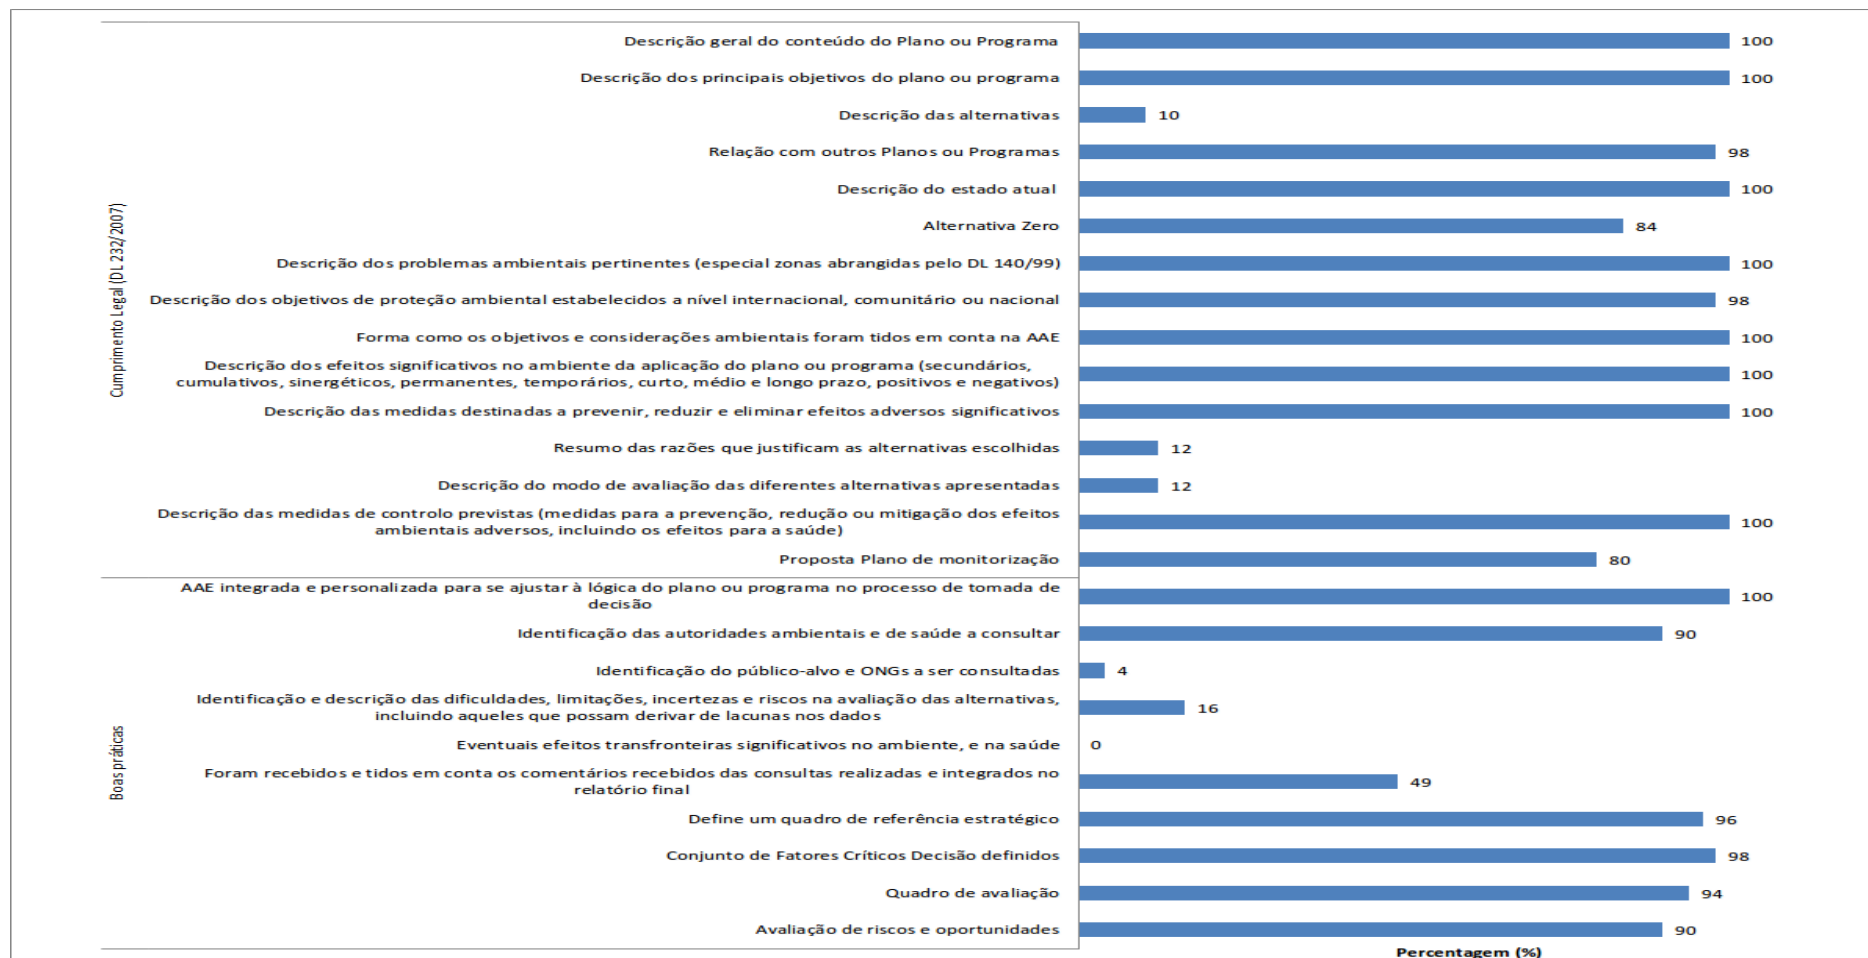 Cumprimento Legal (DL 232/2007)
Descrição geral do conteúdo do Plano ou Programa 100
Descrição dos principais objetivos do plano ou programa 100
Descrição das alternativas 10
Relação com outros Planos ou Programas 98
Descrição do estado atual 100
Alternativa Zero 84
Descrição dos problemas ambientais pertinentes (especial zonas abrangidas pelo DL 140/99) 100
Descrição dos objetivos de proteção ambiental estabelecidos a nível internacional, comunitário ou nacional 98
Forma como os objetivos e considerações ambientais foram tidos em conta na AAE 100
Descrição dos efeitos significativos no ambiente da aplicação do plano ou programa (secundários,
cumulativos, sinergéticos, permanentes, temporários, curto, médio e longo prazo, positivos e negativos) 100
Descrição das medidas destinadas a prevenir, reduzir e eliminar efeitos adversos significativos 100
Resumo das razões que justificam as alternativas escolhidas 12
Descrição do modo de avaliação das diferentes alternativas apresentadas 12
Descrição das medidas de controlo previstas (medidas para a prevenção, redução ou mitigação dos efeitos
ambientais adversos, incluindo os efeitos para a saúde) 100
Proposta Plano de monitorização 80
Boas práticas
AAE integrada e personalizada para se ajustar à lógica do plano ou programa no processo de tomada de
decisão 100
Identificação das autoridades ambientais e de saúde a consultar 90
Identificação do público-alvo e ONGs a ser consultadas 4
Identificação e descrição das dificuldades, limitações, incertezas e riscos na avaliação das alternativas,
incluindo aqueles que possam derivar de lacunas nos dados 16
Eventuais efeitos transfronteiras significativos no ambiente, e na saúde 0
Foram recebidos e tidos em conta os comentários recebidos das consultas realizadas e integrados no
relatório final 49
Define um quadro de referência estratégico 96
Conjunto de Fatores Críticos Decisão definidos 98
Quadro de avaliação 94
Avaliação de riscos e oportunidades 90
Percentagem (%)